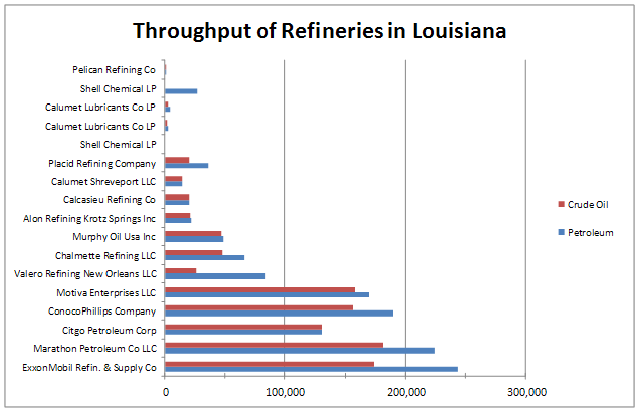 Throughput of Refineries in Louisiana
Pelican Refining Co
Shell Chemical LP
Calumet Lubricants Co LP
Calumet Lubricants Co LP
Shell Chemical LP
Placid Refining Company
Calumet Shreveport LLC
Calcasieu Refining Co
Alon Refining Krotz Springs Inc
Murphy Oil Usa Inc
Chalmette Refining LLC
Valero Refining New Orleans LLC
Motiva Enterprises LLC
ConocoPhillips Company
Citgo Petroleum Corp
Marathon Petroleum Co LLC
ExxonMobil Refin. & Supply Co
0 100,000 200,000 300,000
Crude Oil
Petroleum